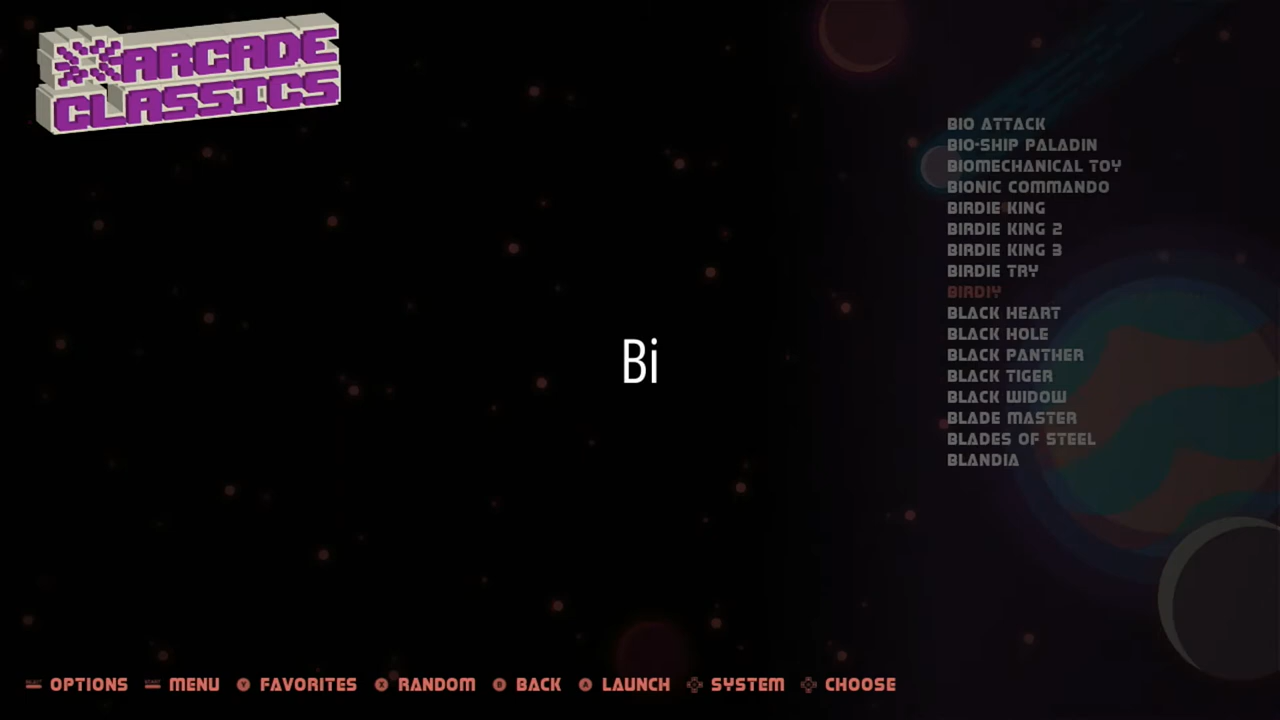 ARCADE
CLASSICS
BIO ATTACK
BIO-SHIP PALADIN
BIOMECHANICAL TOY
BIONIC COMMANDO
BIRDIE KING
BIRDIE KING 2
BIRDIE KING 3
BIRDIE TRY
BIRDIY
BLACK HEART
BLACK HOLE
BLACK PANTHER
BLACK TIGER
BLACK WIDOW
BLADE MASTER
BLADES OF STEEL
BLANDIA
Bi
SELECT OPTIONS START MENU Y FAVORITES X RANDOM B BACK A LAUNCH SYSTEM CHOOSE